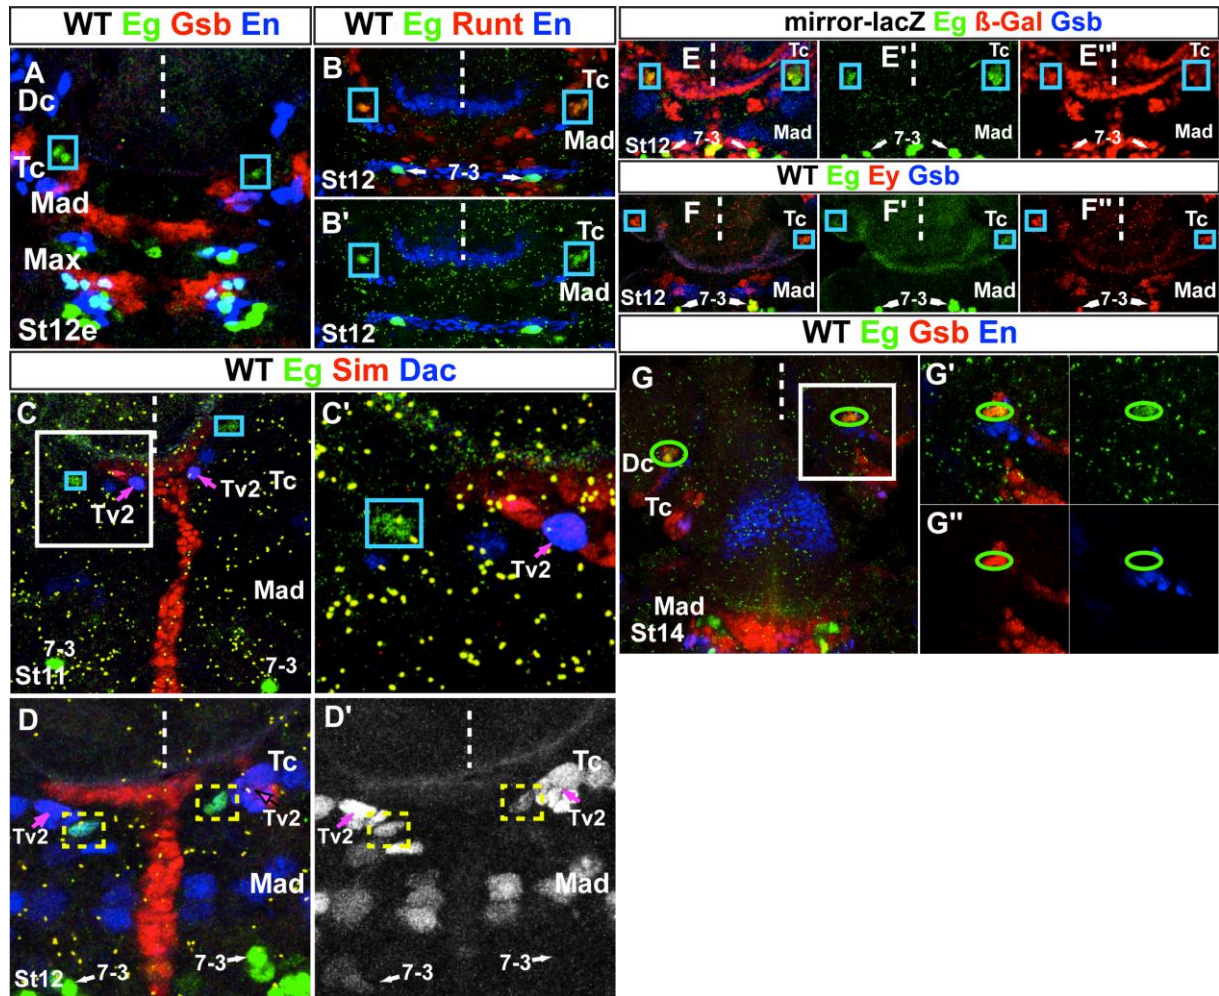 WT Eg Gsb En
A
Dc
Tc
Mad
Max
St12e
WT Eg Runt En
B
Tc
Mad
7-3
St12
B'
Tc
Mad
St12
WT Eg Sim Dac
C
Tv2
Tv2
Tc
Mad
7-3
7-3
St11
C'
Tv2
D
Tc
Tv2
Tv2
Mad
7-3
7-3
St12
D'
Tc
Tv2
Tv2
Mad
7-3
7-3
mirror-lacZ Eg ß-Gal Gsb
E
Tc
Mad
7-3
St12
E'
Tc
Mad
7-3
E''
Tc
Mad
7-3
WT Eg Ey Gsb
F
Tc
Mad
7-3
St12
F'
Tc
Mad
7-3
F''
Tc
Mad
7-3
WT Eg Gsb En
G
Dc
Tc
Mad
St14
G'
G''